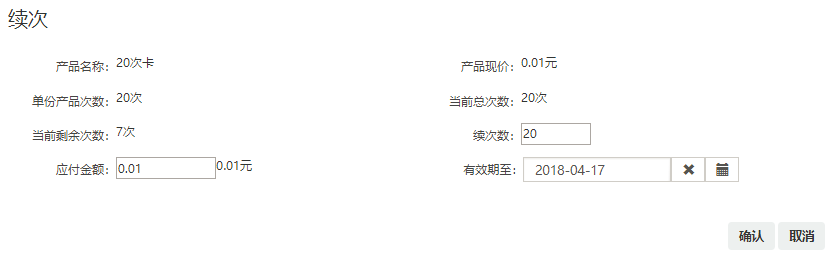 续次
产品名称： 20次卡 产品现价： 0.01元
单份产品次数： 20次 当前总次数： 20次
当前剩余次数： 7次 续次数： 20
应付金额： 0.01 0.01元 有效期至： 2018-04-17
确认 取消